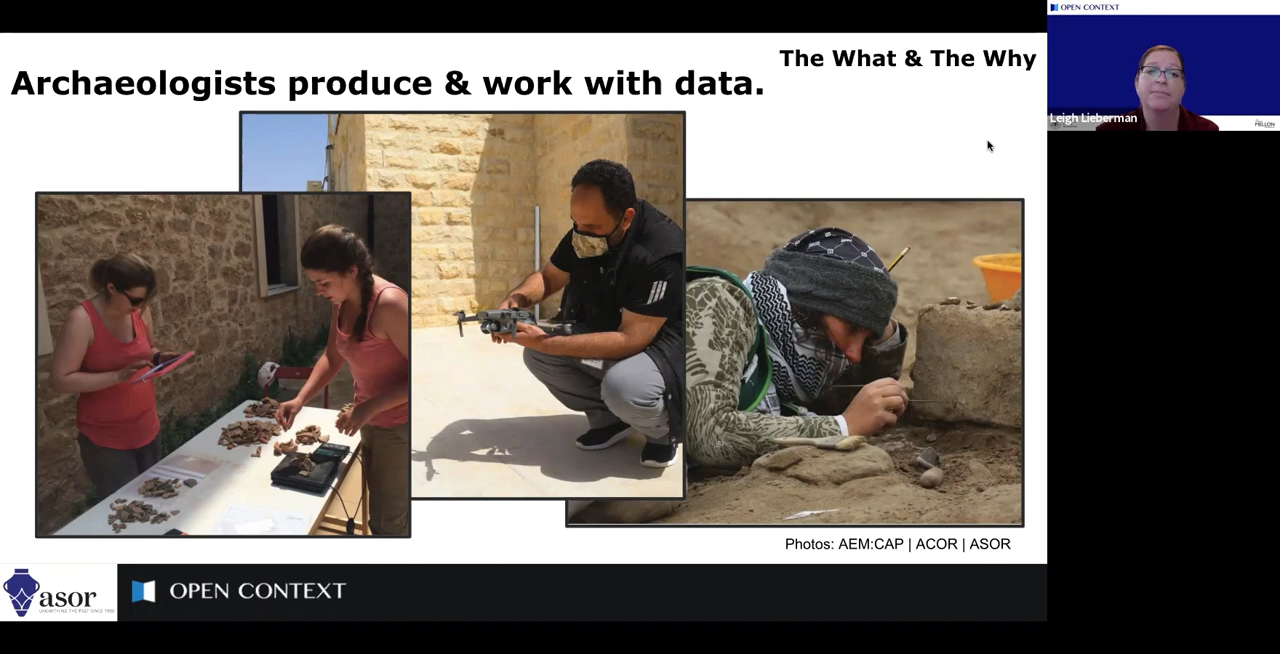 The What & The Why
Archaeologists produce & work with data.
Photos: AEM:CAP | ACOR | ASOR
asor
UNEARTHING THE PAST SINCE 1900
OPEN CONTEXT
OPEN CONTEXT
Leigh Lieberman
MELLON